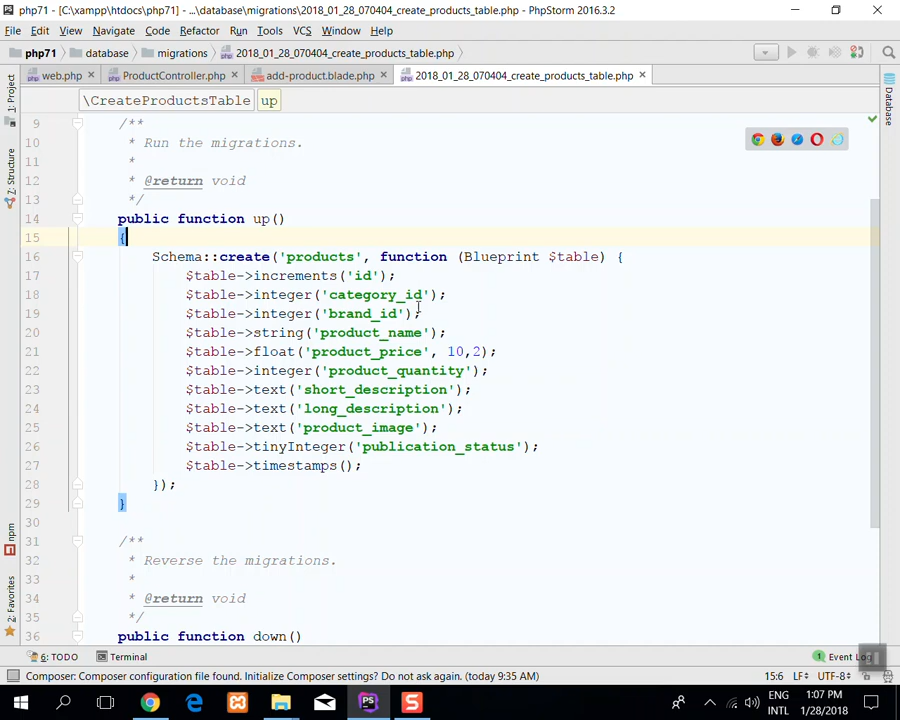 php71 - [C:\xampp\htdocs\php71] - ...\database\migrations\2018_01_28_070404_create_products_table.php - PhpStorm 2016.3.2
File Edit View Navigate Code Refactor Run Tools VCS Window Help
php71 database migrations 2018_01_28_070404_create_products_table.php
web.php ProductController.php add-product.blade.php 2018_01_28_070404_create_products_table.php
\CreateProductsTable up
1: Project
7: Structure
npm
2: Favorites
Database
9 /**
10 * Run the migrations.
11 *
12 * @return void
13 */
14 public function up()
15 {
16 Schema::create('products', function (Blueprint $table) {
17 $table->increments('id');
18 $table->integer('category_id');
19 $table->integer('brand_id');
20 $table->string('product_name');
21 $table->float('product_price', 10,2);
22 $table->integer('product_quantity');
23 $table->text('short_description');
24 $table->text('long_description');
25 $table->text('product_image');
26 $table->tinyInteger('publication_status');
27 $table->timestamps();
28 });
29 }
30
31 /**
32 * Reverse the migrations.
33 *
34 * @return void
35 */
36 public function down()
6: TODO Terminal 1 Event Log
Composer: Composer configuration file found. Initialize Composer settings? Do not ask again. (today 9:35 AM) 15:6 LF UTF-8
PS S ENG 1:07 PM
INTL 1/28/2018